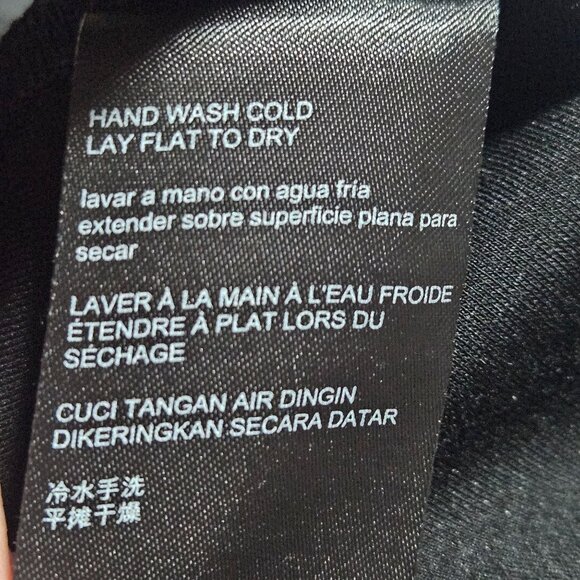 HAND WASH COLD
LAY FLAT TO DRY
lavar a mano con agua fría
extender sobre superficie plana para
secar
LAVER À LA MAIN À L'EAU FROIDE
ÉTENDRE À PLAT LORS DU
SÉCHAGE
CUCI TANGAN AIR DINGIN
DIKERINGKAN SECARA DATAR
冷水手洗
平摊干燥